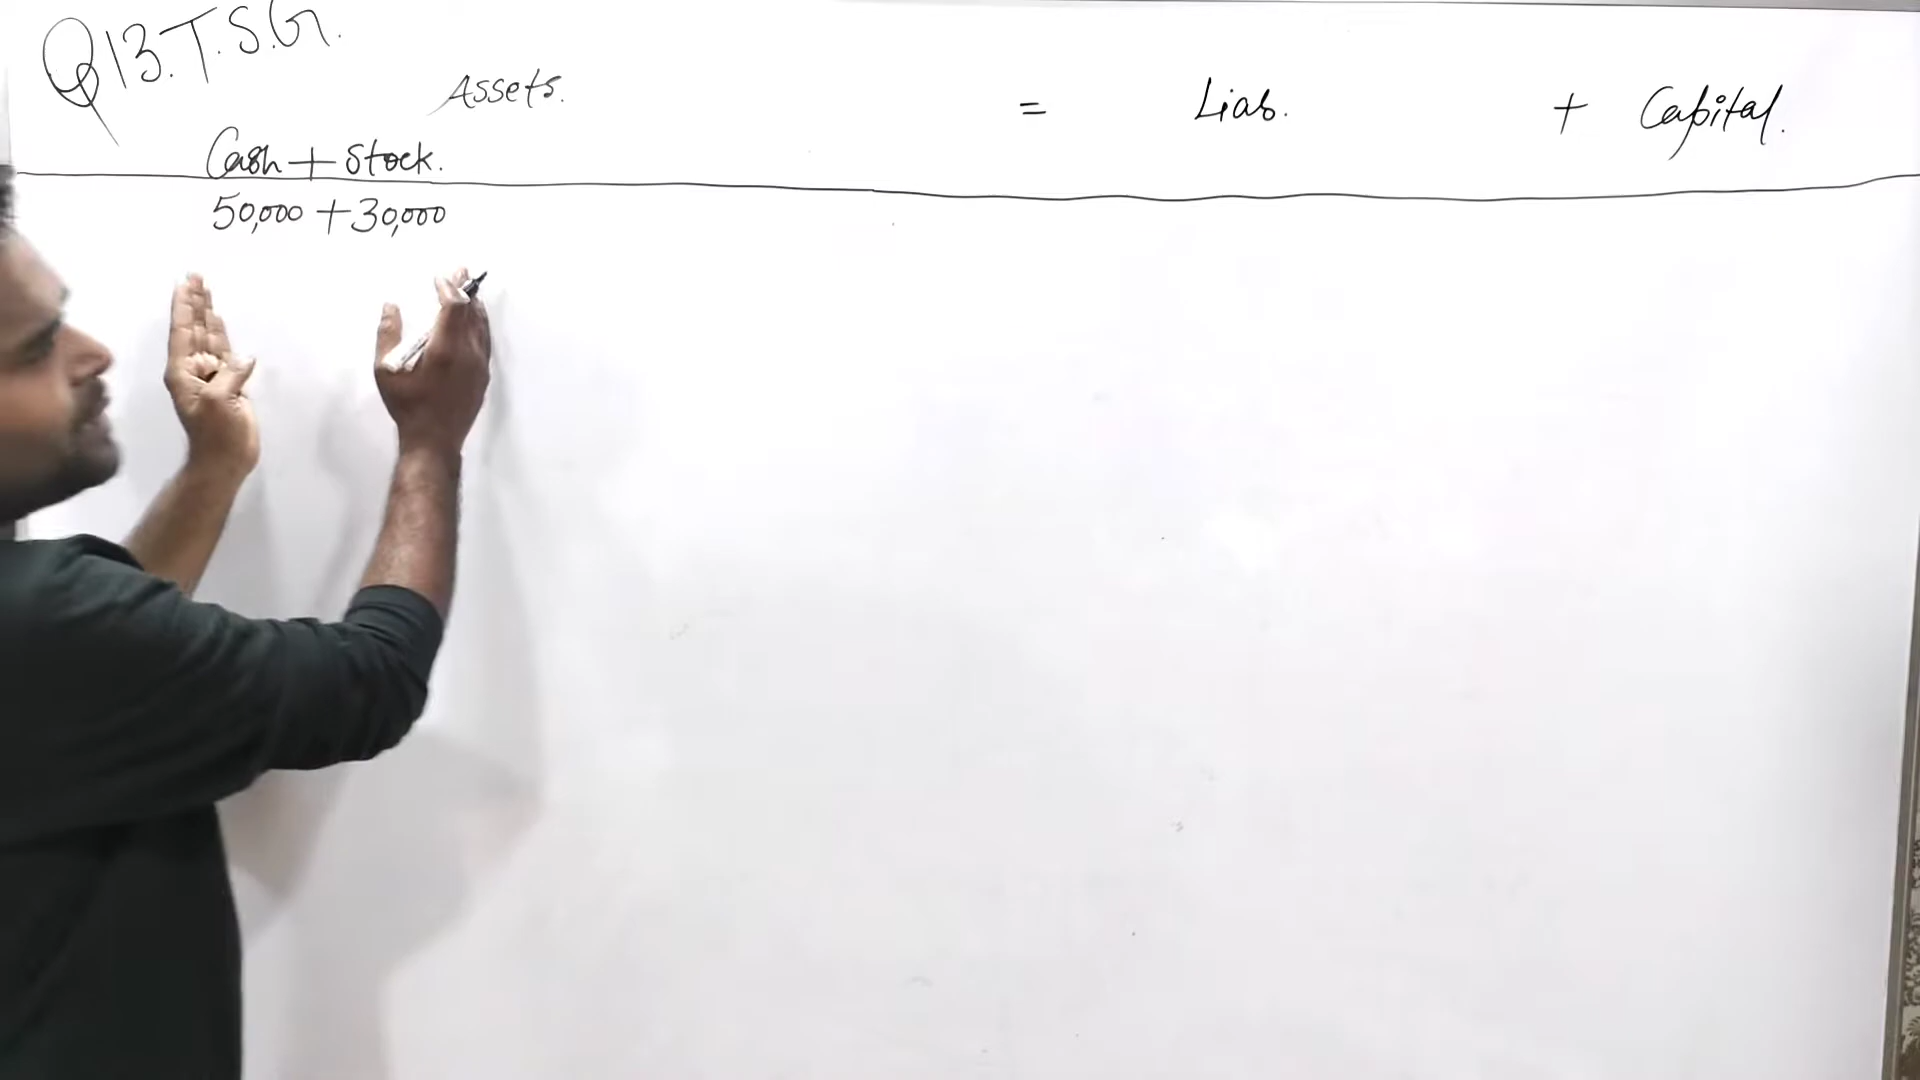 Q13. T.S.G.
Assets. = Liab. + Capital.
Cash + Stock.
50,000 + 30,000